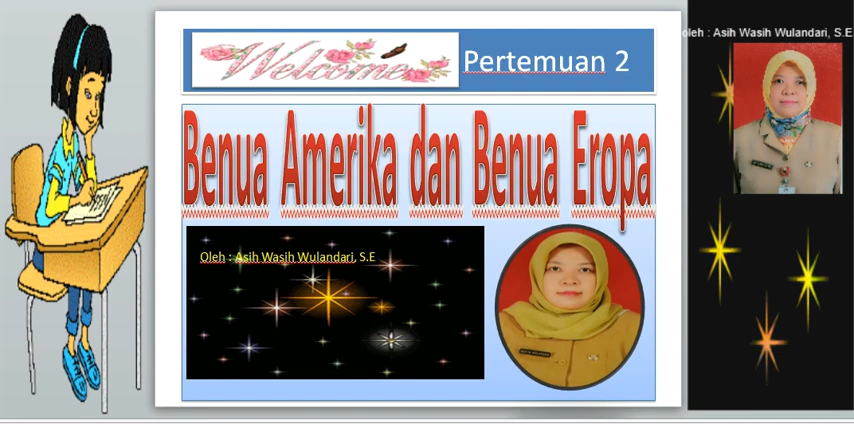 Welcome
Pertemuan 2
oleh : Asih Wasih Wulandari, S.E
Benua Amerika dan Benua Eropa
Oleh : Asih Wasih Wulandari, S.E